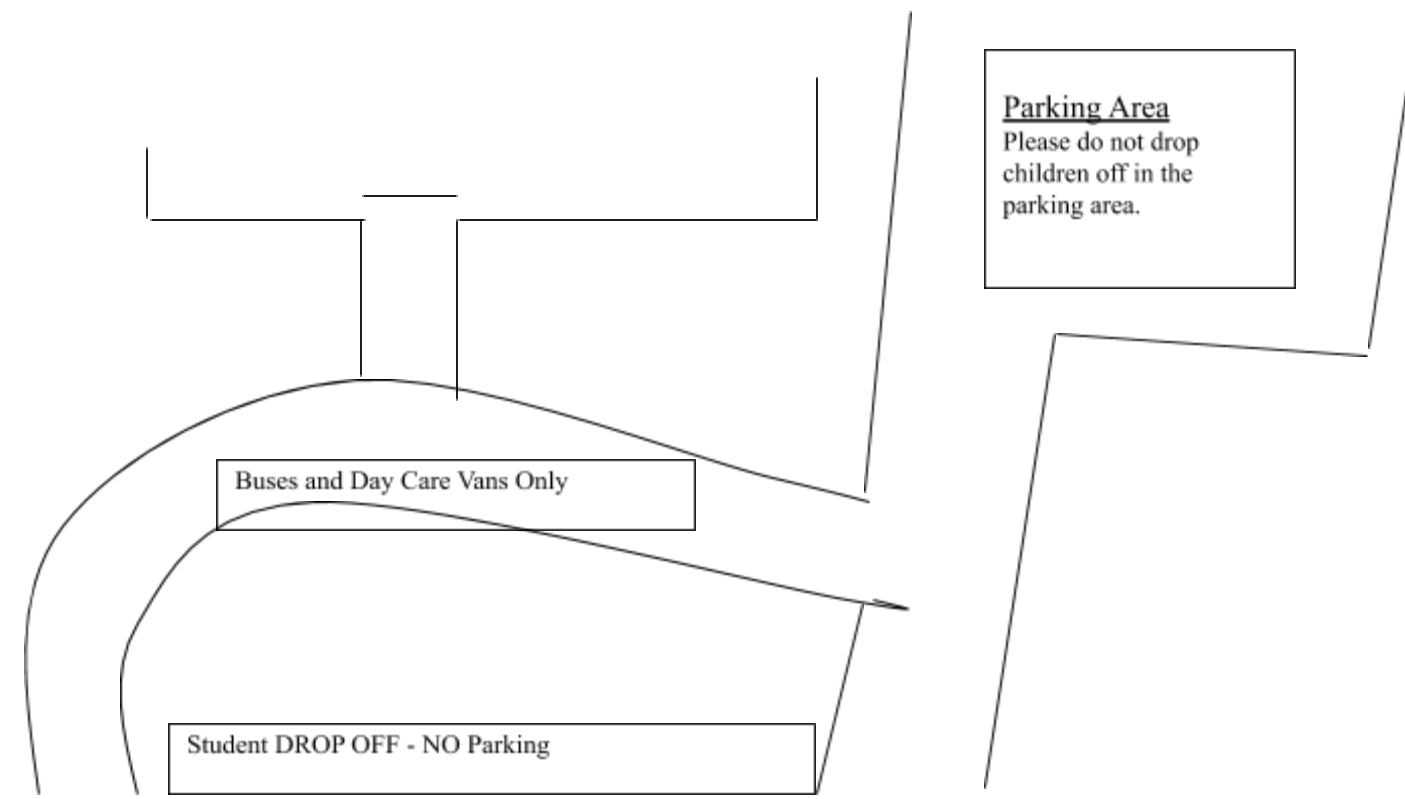 Parking Area
Please do not drop
children off in the
parking area.
Buses and Day Care Vans Only
Student DROP OFF - NO Parking